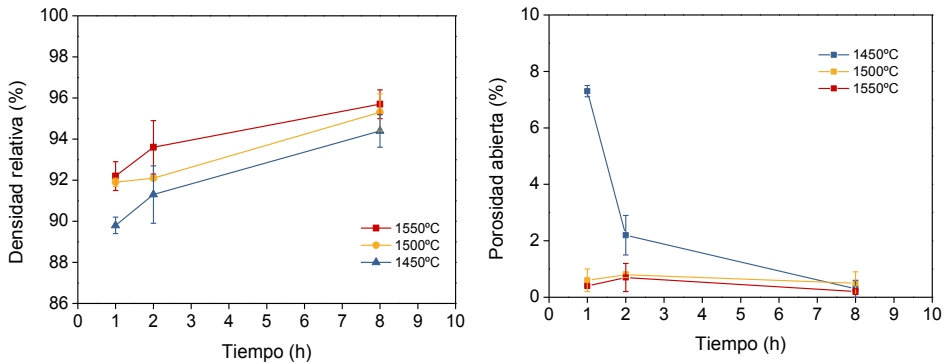 100
98
96
94
92
90
88
86
0 1 2 3 4 5 6 7 8 9 10
Densidad relativa (%)
Tiempo (h)
1550ºC
1500ºC
1450ºC
10
8
6
4
2
0
0 1 2 3 4 5 6 7 8 9 10
Porosidad abierta (%)
Tiempo (h)
1450ºC
1500ºC
1550ºC